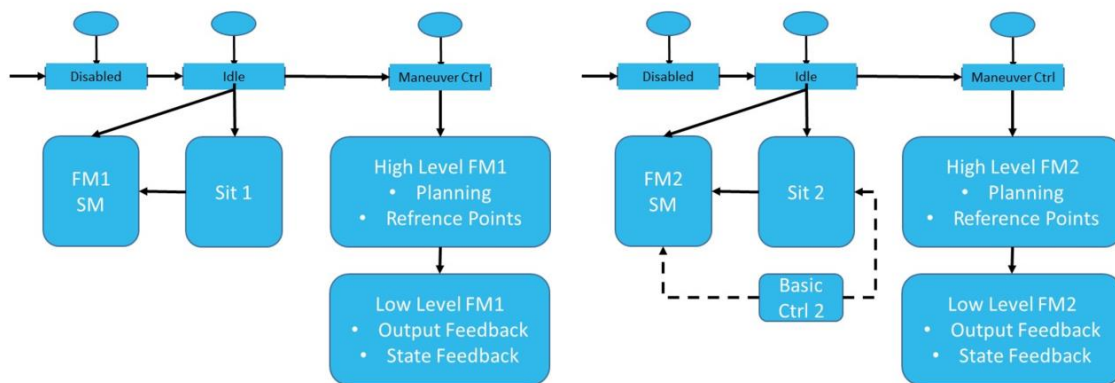 Disabled
Idle
Maneuver Ctrl
FM1
SM
Sit 1
High Level FM1
• Planning
• Refrence Points
Low Level FM1
• Output Feedback
• State Feedback
Disabled
Idle
Maneuver Ctrl
FM2
SM
Sit 2
Basic
Ctrl 2
High Level FM2
• Planning
• Reference Points
Low Level FM2
• Output Feedback
• State Feedback